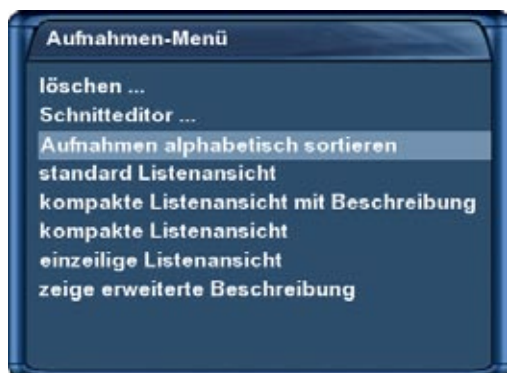 Aufnahmen-Menü
löschen ...
Schnitteditor ...
Aufnahmen alphabetisch sortieren
standard Listenansicht
kompakte Listenansicht mit Beschreibung
kompakte Listenansicht
einzeilige Listenansicht
zeige erweiterte Beschreibung